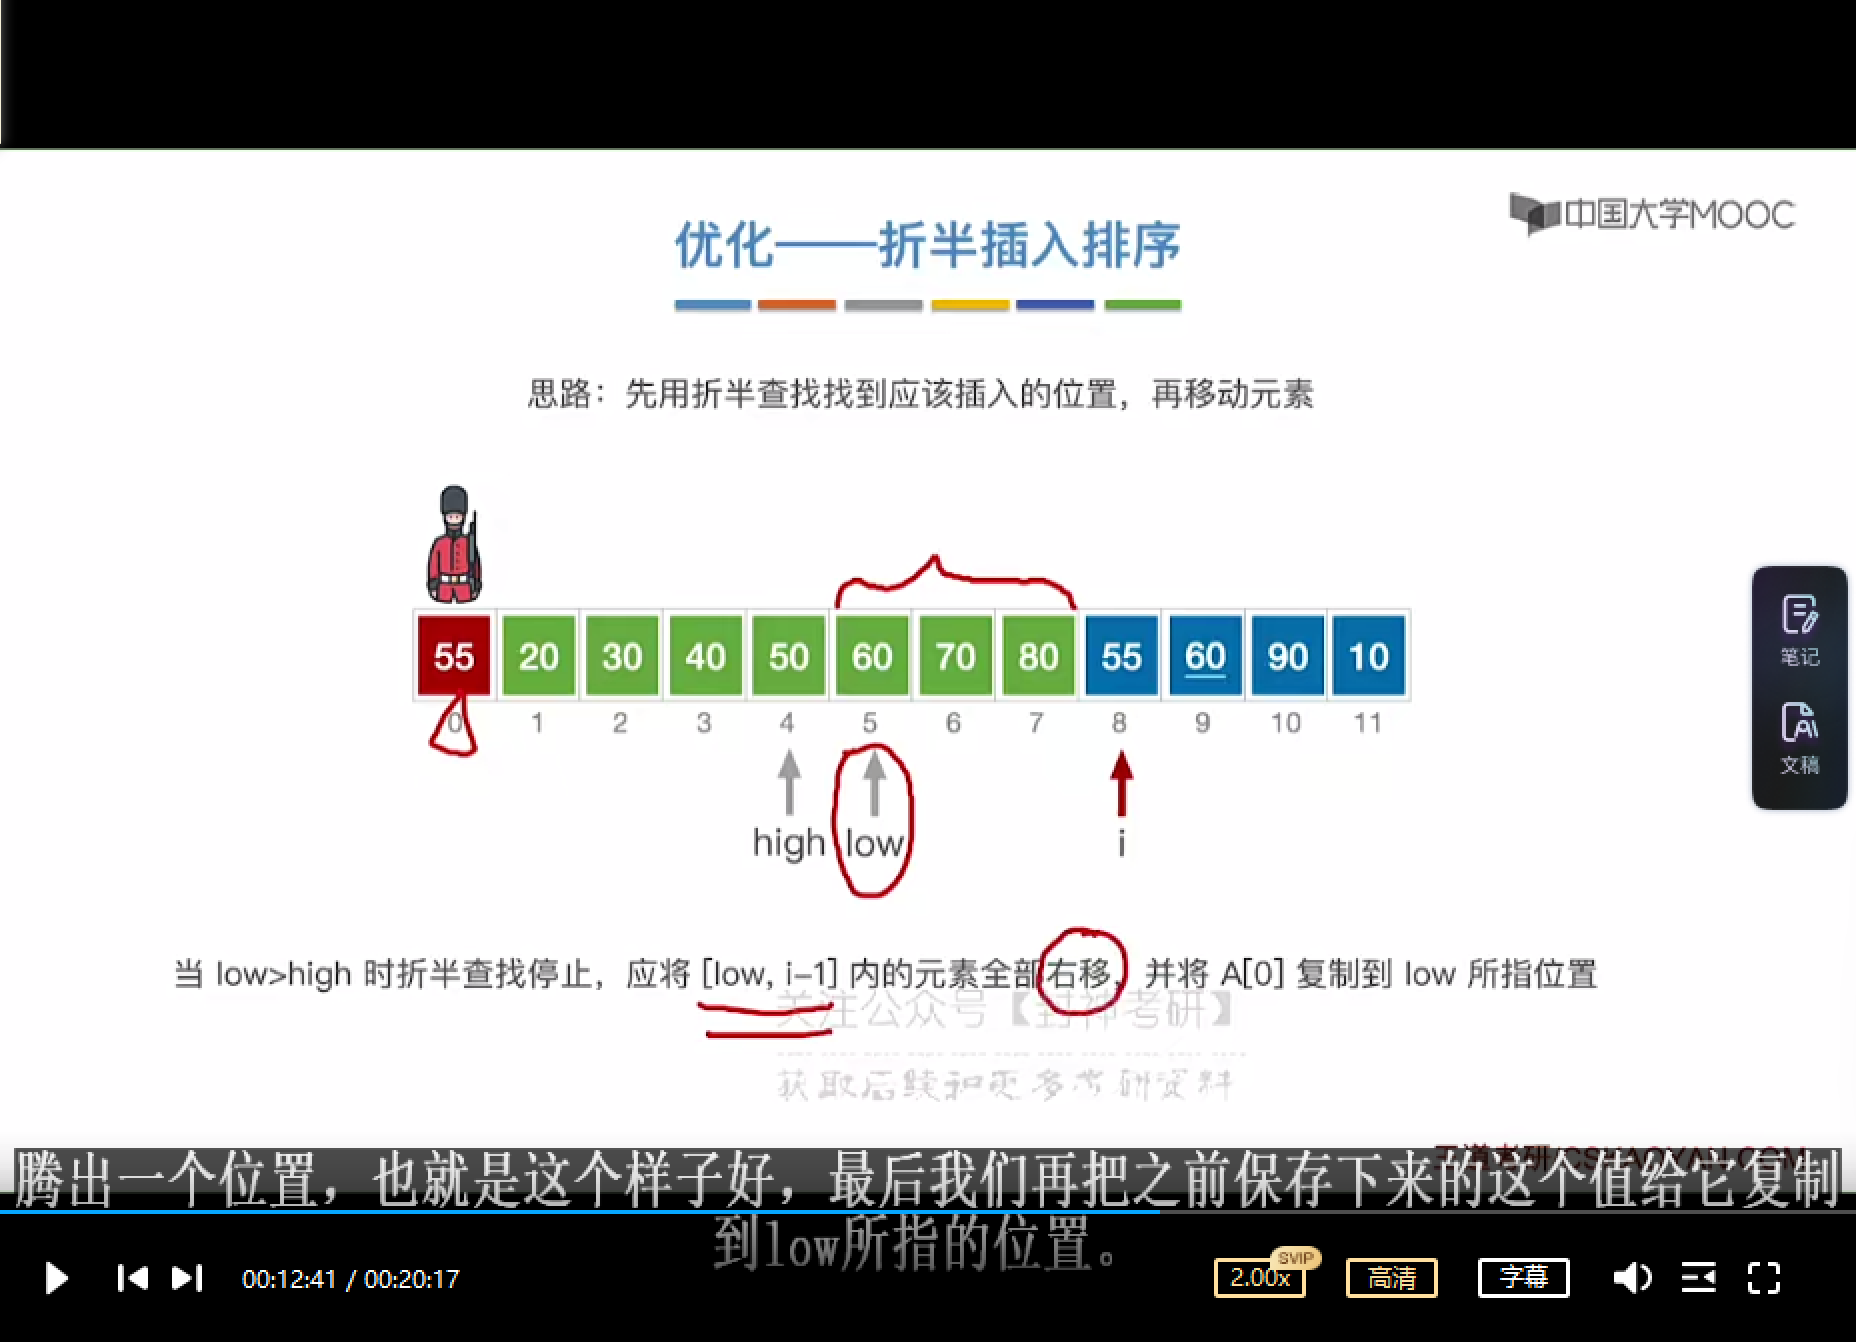 中国大学MOOC
优化——折半插入排序
思路：先用折半查找找到应该插入的位置，再移动元素
55 20 30 40 50 60 70 80 55 60 90 10
0 1 2 3 4 5 6 7 8 9 10 11
high low i
笔记
文稿
当 low>high 时折半查找停止，应将 [low, i-1] 内的元素全部右移，并将 A[0] 复制到 low 所指位置
关注公众号【封神考研】
获取后续和更多考研资料
王道考研/CSKAOYAN.COM
腾出一个位置，也就是这个样子好，最后我们再把之前保存下来的这个值给它复制
到low所指的位置。
00:12:41 / 00:20:17
2.00x
SVIP
高清
字幕